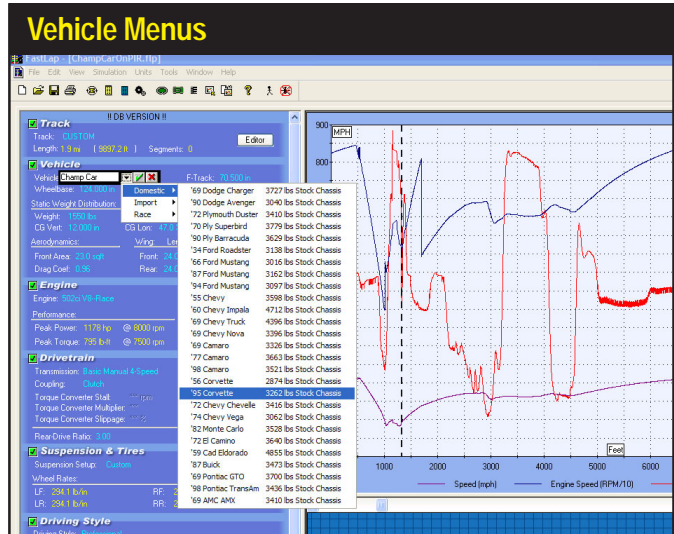 Vehicle Menus
FastLap - [ChampCarOnPIR.flp]
File Edit View Simulation Units Tools Window Help
!! DB VERSION !!
Track
Track: CUSTOM
Editor
Length: 1.9 mi ( 9897.2 ft ) Segments: 0
Vehicle
Vehicle Champ Car F-Track: 70.500 in
Wheelbase: 124.000 in
Static Weight Distribution:
Weight: 1550 lbs
CG Vert: 12.000 in CG Lon: 47.0
Aerodynamics: Wing: Len
Front Area: 23.0 sqft Front: 24.0
Drag Coef: 0.96 Rear: 24.0
Engine
Engine: 502ci V8-Race
Performance:
Peak Power: 1178 hp @ 8000 rpm
Peak Torque: 795 lb-ft @ 7500 rpm
Drivetrain
Transmission: Basic Manual 4-Speed
Coupling: Clutch
Torque Converter Stall: rpm
Torque Converter Multiplier:
Torque Converter Slippage: %
Rear-Drive Ratio: 3.00
Suspension & Tires
Suspension Setup: Custom
Wheel Rates:
LF: 294.1 lb/in RF: 2
LR: 294.1 lb/in RR: 2
Driving Style
Driving Style: Professional
Domestic
Import
Race
'69 Dodge Charger 3727 lbs Stock Chassis
'90 Dodge Avenger 3040 lbs Stock Chassis
'72 Plymouth Duster 3410 lbs Stock Chassis
'70 Ply Superbird 3779 lbs Stock Chassis
'90 Ply Barracuda 3629 lbs Stock Chassis
'34 Ford Roadster 3138 lbs Stock Chassis
'66 Ford Mustang 3016 lbs Stock Chassis
'87 Ford Mustang 3162 lbs Stock Chassis
'94 Ford Mustang 3097 lbs Stock Chassis
'55 Chevy 3598 lbs Stock Chassis
'60 Chevy Impala 4712 lbs Stock Chassis
'69 Chevy Truck 4396 lbs Stock Chassis
'69 Chevy Nova 3396 lbs Stock Chassis
'69 Camaro 3326 lbs Stock Chassis
'77 Camaro 3663 lbs Stock Chassis
'98 Camaro 3521 lbs Stock Chassis
'56 Corvette 2874 lbs Stock Chassis
'95 Corvette 3262 lbs Stock Chassis
'72 Chevy Chevelle 3416 lbs Stock Chassis
'74 Chevy Vega 3062 lbs Stock Chassis
'82 Monte Carlo 3528 lbs Stock Chassis
'72 El Camino 3640 lbs Stock Chassis
'59 Cad Eldorado 4855 lbs Stock Chassis
'87 Buick 3473 lbs Stock Chassis
'69 Pontiac GTO 3700 lbs Stock Chassis
'98 Pontiac TransAm 3436 lbs Stock Chassis
'69 AMC AMX 3410 lbs Stock Chassis
900
MPH
800
Feet
1000 2000 3000 4000 5000 6000
Speed (mph) Engine Speed (RPM/10)